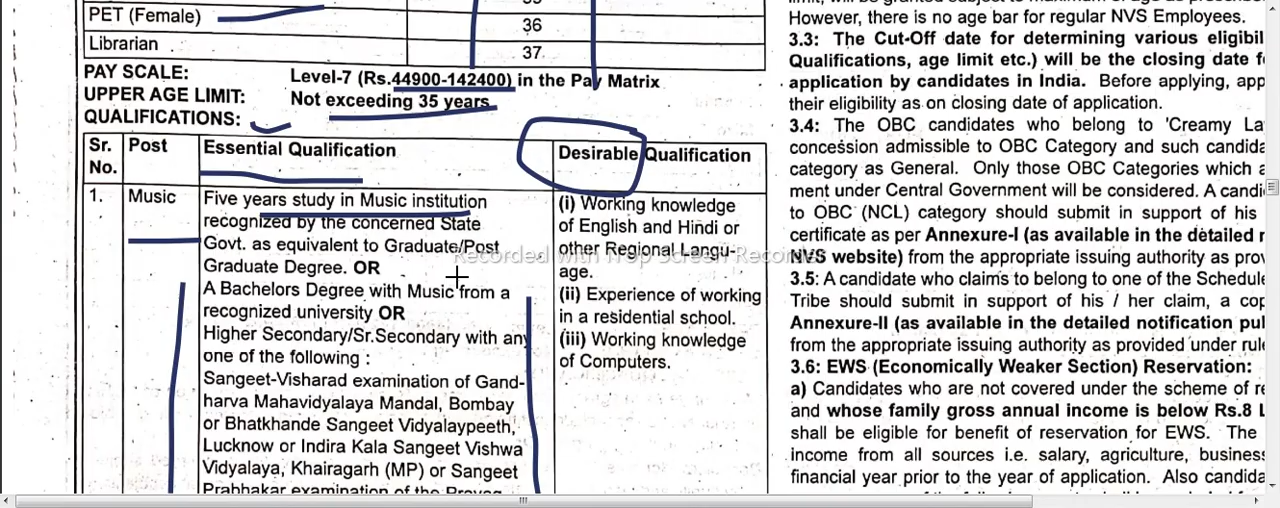 PET (Female)
36
Librarian
37
PAY SCALE: Level-7 (Rs.44900-142400) in the Pay Matrix
UPPER AGE LIMIT: Not exceeding 35 years
QUALIFICATIONS:
Sr. No. Post Essential Qualification Desirable Qualification
1. Music
Five years study in Music institution
recognized by the concerned State
Govt. as equivalent to Graduate/Post
Graduate Degree. OR
A Bachelors Degree with Music from a
recognized university OR
Higher Secondary/Sr.Secondary with any
one of the following :
Sangeet-Visharad examination of Gand-
harva Mahavidyalaya Mandal, Bombay
or Bhatkhande Sangeet Vidyalaypeeth,
Lucknow or Indira Kala Sangeet Vishwa
Vidyalaya, Khairagarh (MP) or Sangeet
Prabhakar examination of the
(i) Working knowledge
of English and Hindi or
other Regional Langu-
age.
(ii) Experience of working
in a residential school.
(iii) Working knowledge
of Computers.
However, there is no age bar for regular NVS Employees.
3.3: The Cut-Off date for determining various eligibil
Qualifications, age limit etc.) will be the closing date f
application by candidates in India. Before applying, app
their eligibility as on closing date of application.
3.4: The OBC candidates who belong to 'Creamy La
concession admissible to OBC Category and such candida
category as General. Only those OBC Categories which a
ment under Central Government will be considered. A candi
to OBC (NCL) category should submit in support of his
certificate as per Annexure-I (as available in the detailed
NVS website) from the appropriate issuing authority as prov
3.5: A candidate who claims to belong to one of the Schedule
Tribe should submit in support of his / her claim, a cop
Annexure-II (as available in the detailed notification pul
from the appropriate issuing authority as provided under rul
3.6: EWS (Economically Weaker Section) Reservation:
a) Candidates who are not covered under the scheme of re
and whose family gross annual income is below Rs.8 L
shall be eligible for benefit of reservation for EWS. The
income from all sources i.e. salary, agriculture, business
financial year prior to the year of application. Also candida
Recorded with iTop Screen Recorder